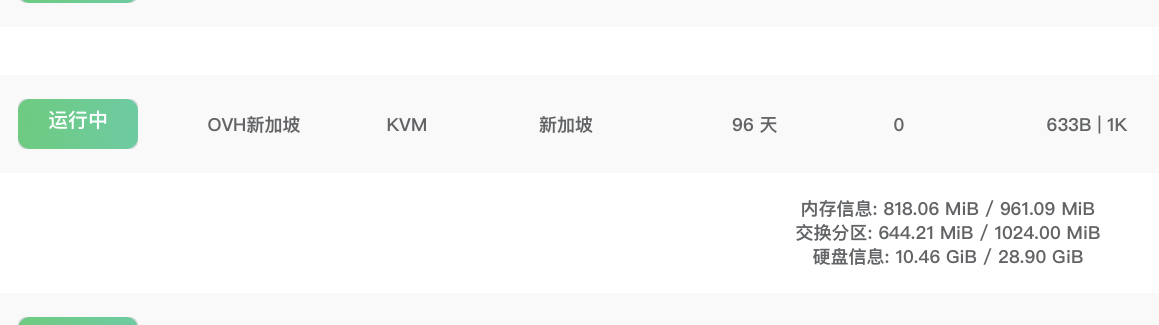 运行中 OVH新加坡 KVM 新加坡 96 天 0 633B | 1K
内存信息: 818.06 MiB / 961.09 MiB
交换分区: 644.21 MiB / 1024.00 MiB
硬盘信息: 10.46 GiB / 28.90 GiB